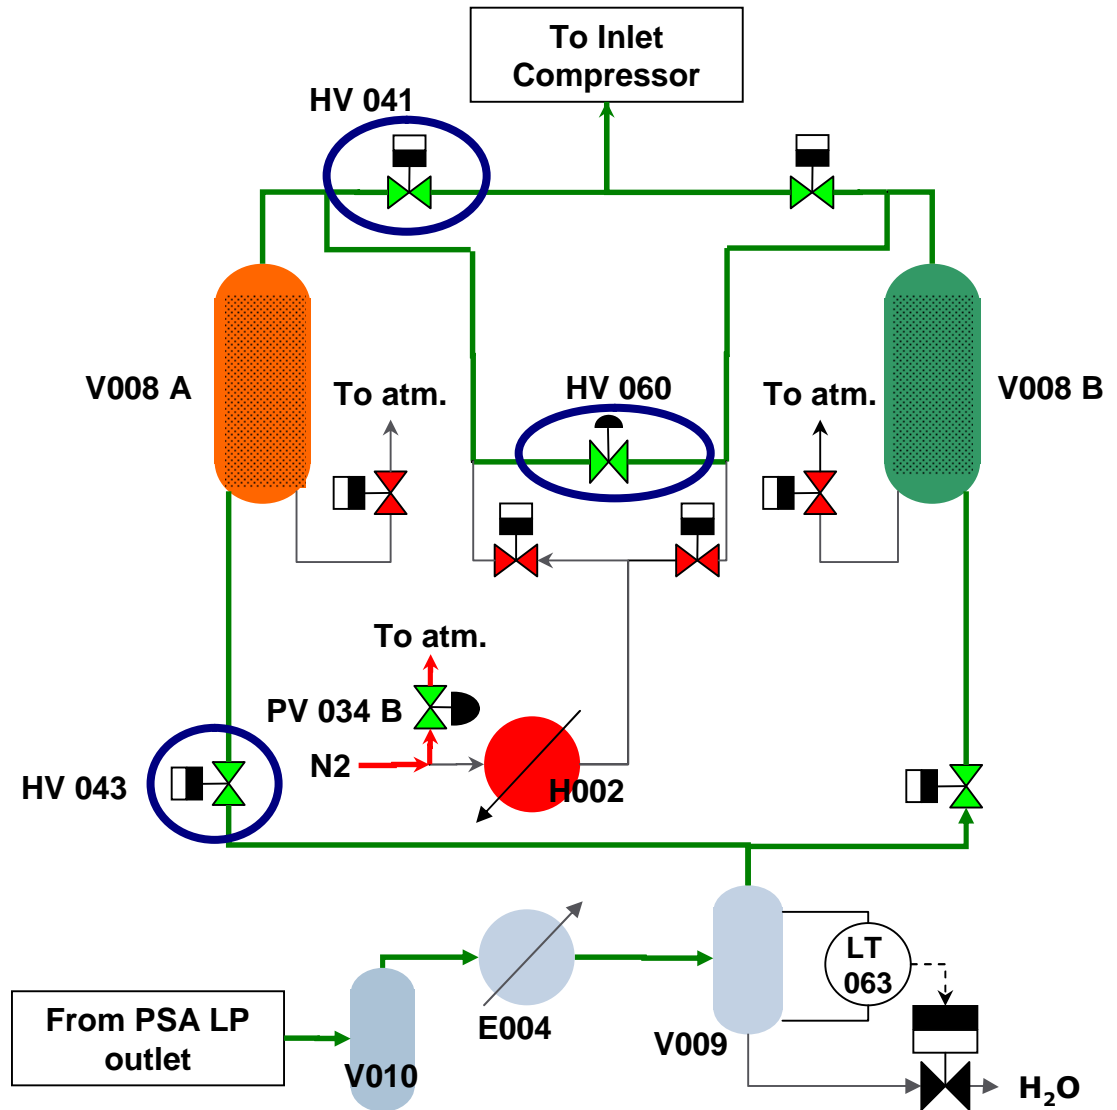 To Inlet
Compressor
HV 041
V008 A
To atm.
HV 060
To atm.
V008 B
To atm.
PV 034 B
N2
H002
HV 043
LT
063
From PSA LP
outlet
V010
E004
V009
H₂O